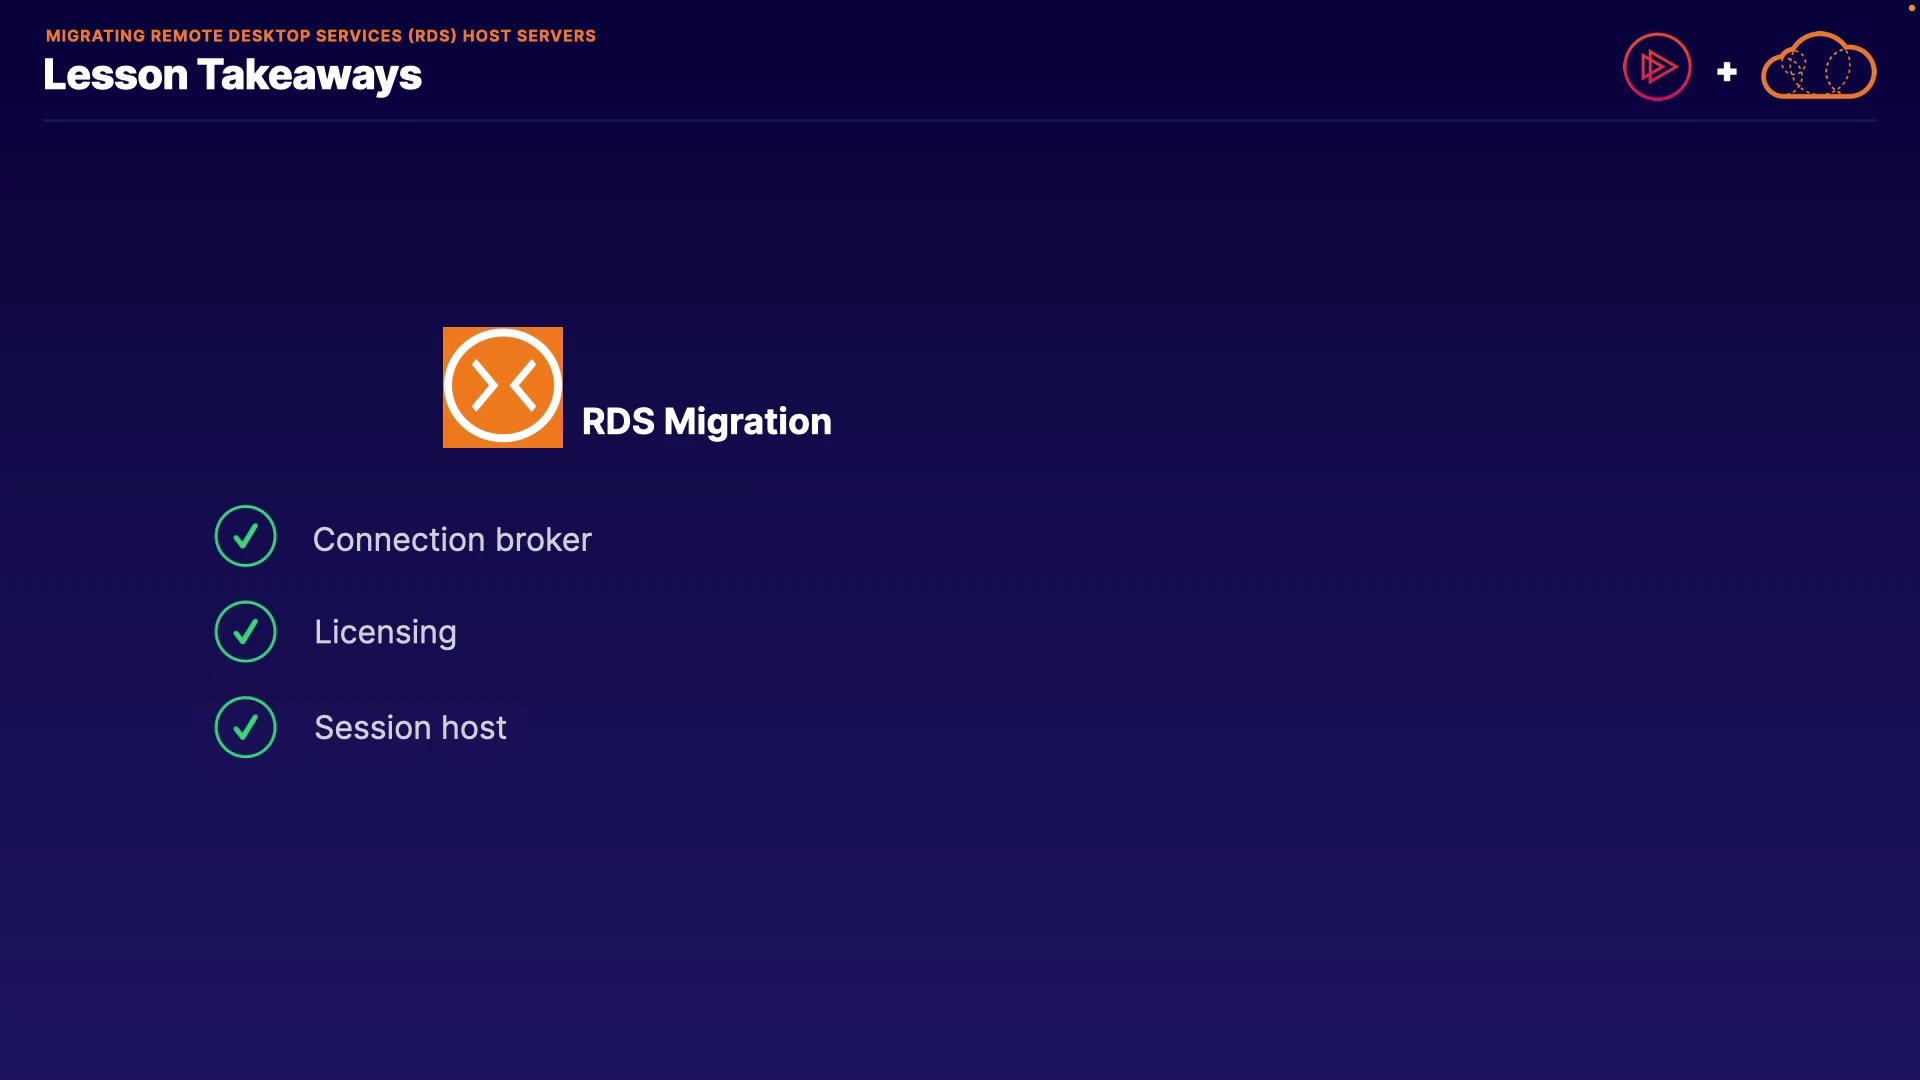 MIGRATING REMOTE DESKTOP SERVICES (RDS) HOST SERVERS
Lesson Takeaways
RDS Migration
Connection broker
Licensing
Session host